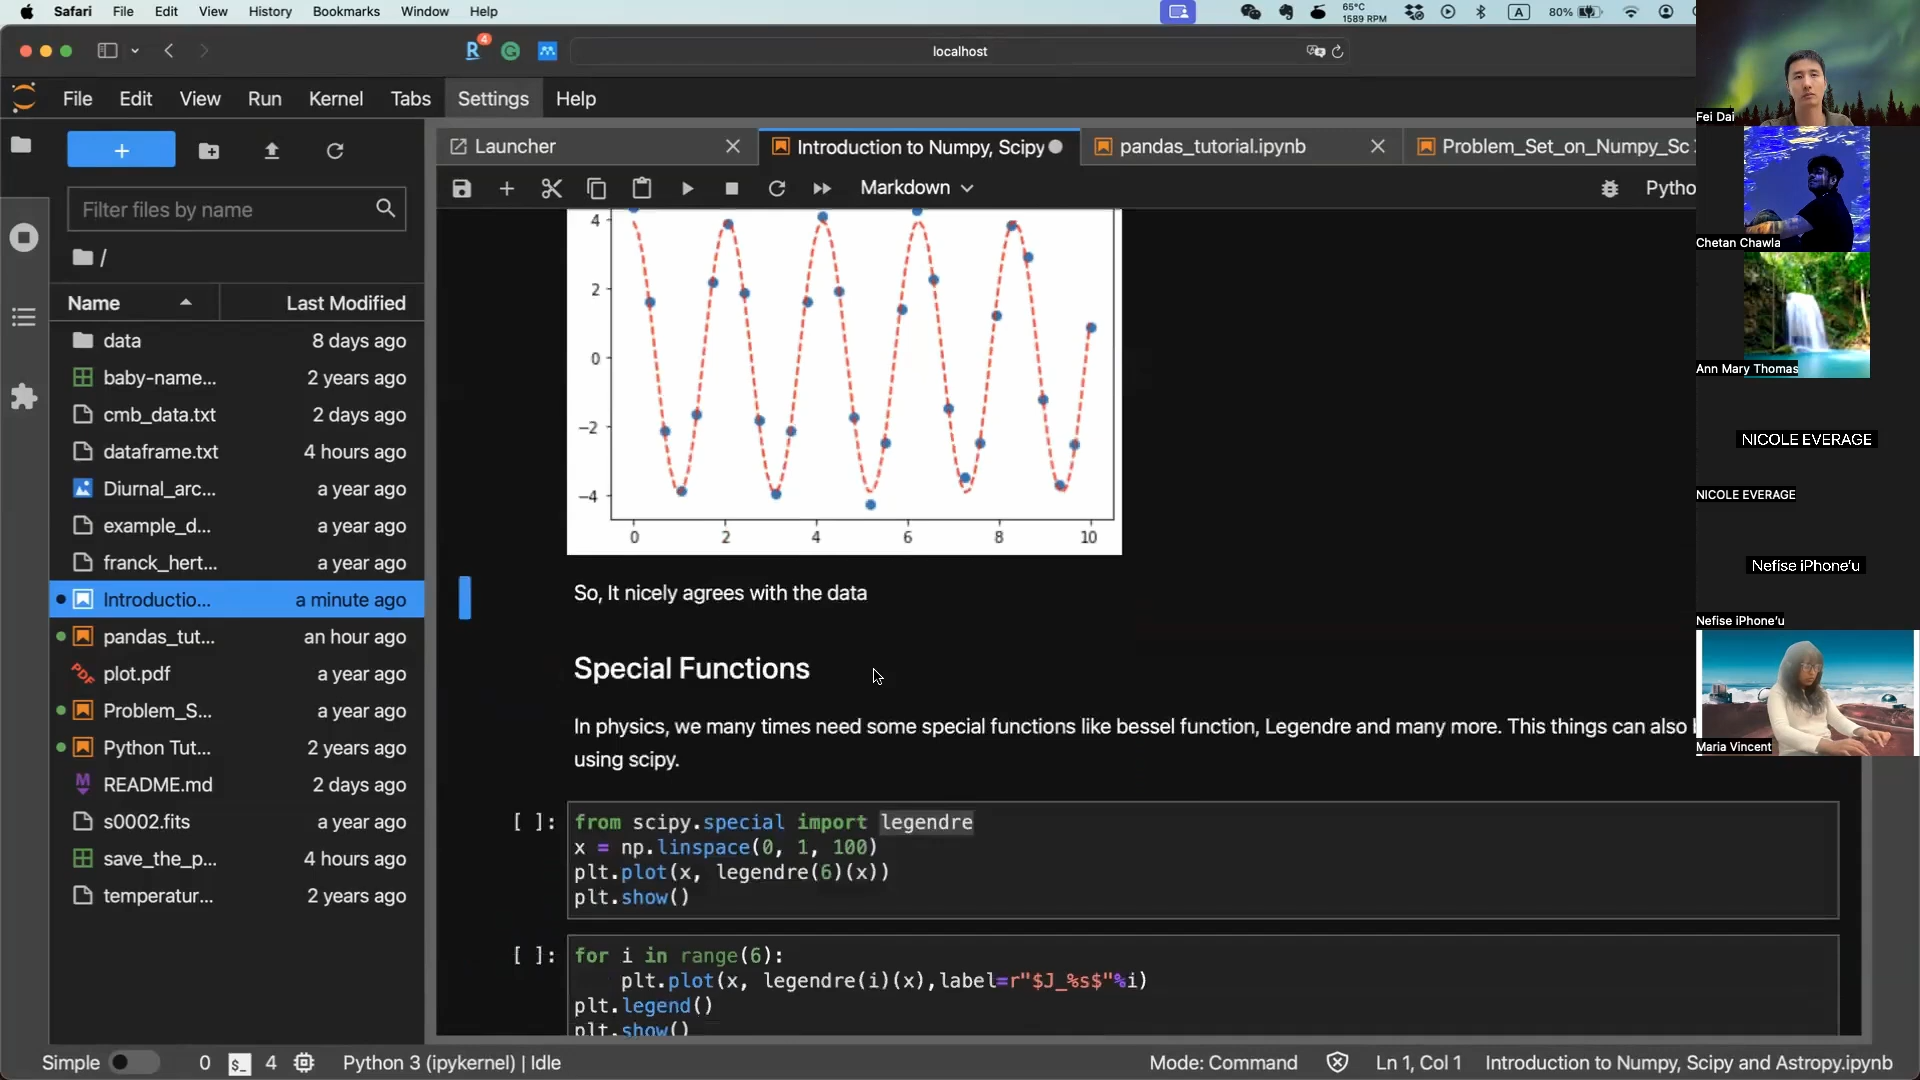 Safari File Edit View History Bookmarks Window Help
65°C
1589 RPM
A
80%
4
localhost
File Edit View Run Kernel Tabs Settings Help
Launcher
Introduction to Numpy, Scipy
pandas_tutorial.ipynb
Problem_Set_on_Numpy_Sc
Markdown
Pytho
Filter files by name
/
Name Last Modified
data 8 days ago
baby-name... 2 years ago
cmb_data.txt 2 days ago
dataframe.txt 4 hours ago
Diurnal_arc... a year ago
example_d... a year ago
franck_hert... a year ago
Introductio... a minute ago
pandas_tut... an hour ago
plot.pdf a year ago
Problem_S... a year ago
Python Tut... 2 years ago
README.md 2 days ago
s0002.fits a year ago
save_the_p... 4 hours ago
temperatur... 2 years ago
4
2
0
−2
−4
0 2 4 6 8 10
So, It nicely agrees with the data
Special Functions
In physics, we many times need some special functions like bessel function, Legendre and many more. This things can also
using scipy.
[ ]: from scipy.special import legendre
x = np.linspace(0, 1, 100)
plt.plot(x, legendre(6)(x))
plt.show()
[ ]: for i in range(6):
plt.plot(x, legendre(i)(x),label=r"$J_%s$"%i)
plt.legend()
plt.show()
Fei Dai
Chetan Chawla
Ann Mary Thomas
NICOLE EVERAGE
NICOLE EVERAGE
Nefise iPhone'u
Nefise iPhone'u
Maria Vincent
Simple 0 $_ 4 Python 3 (ipykernel) | Idle
Mode: Command Ln 1, Col 1 Introduction to Numpy, Scipy and Astropy.ipynb